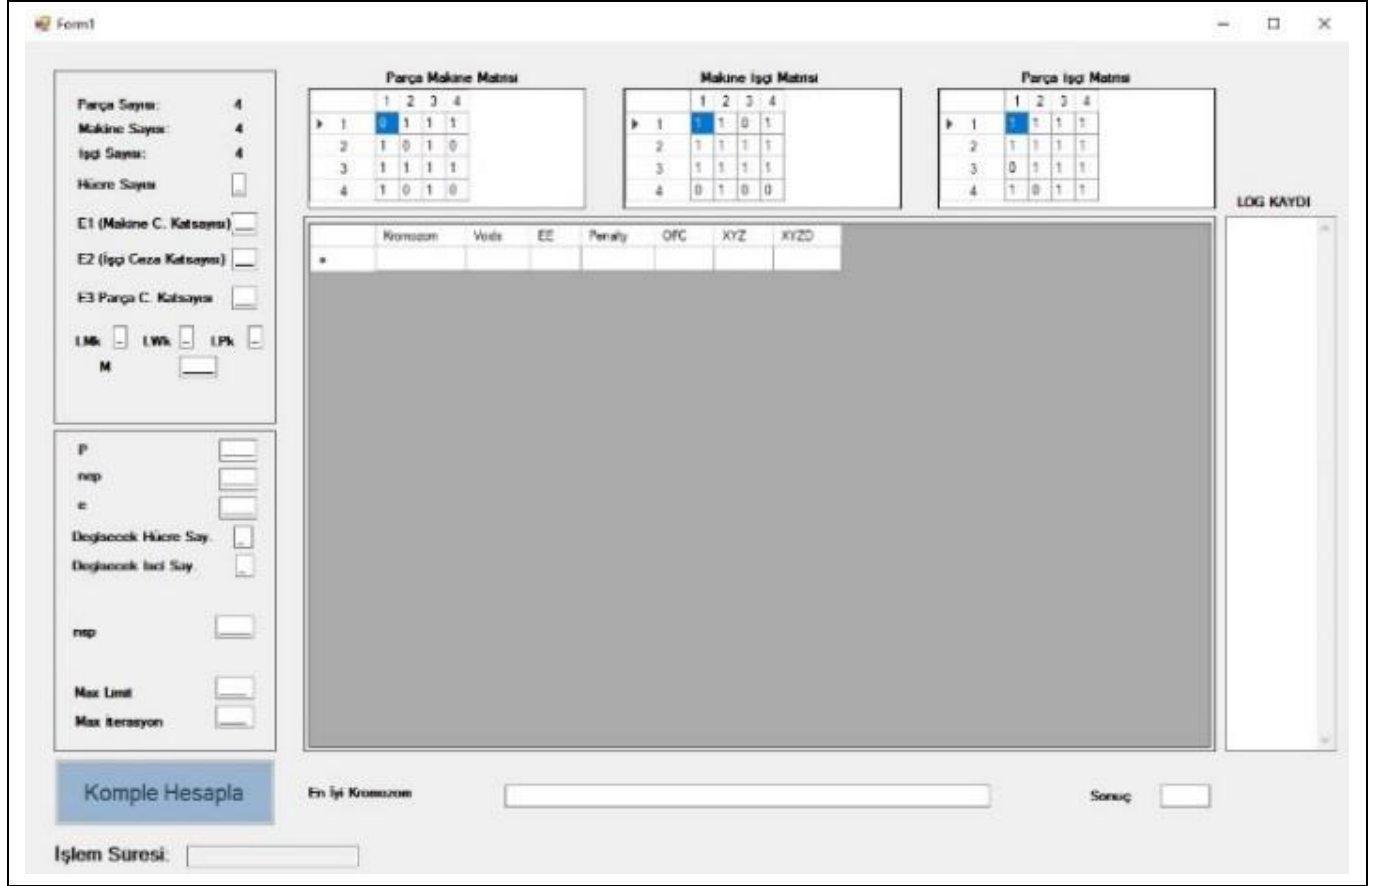 Form1
Parça Sayısı: 4
Makine Sayısı: 4
İşçi Sayısı: 4
Hücre Sayısı
E1 (Makine C. Katsayısı)
E2 (İşçi Ceza Katsayısı)
E3 Parça C. Katsayısı
LMk LWk LPk
M
P
nep
e
Degisecek Hücre Say.
Degisecek Isci Say
nsp
Max Limit
Max iterasyon
Komple Hesapla
İşlem Süresi:
Parça Makine Matrisi
1 2 3 4
1 0 1 1 1
2 1 0 1 0
3 1 1 1 1
4 1 0 1 0
Makine İşçi Matrisi
1 2 3 4
1 1 1 0 1
2 1 1 1 1
3 1 1 1 1
4 0 1 0 0
Parça İşçi Matrisi
1 2 3 4
1 1 1 1 1
2 1 1 1 1
3 0 1 1 1
4 1 0 1 1
LOG KAYDI
Kromozom Voids EE Penalty OFC XYZ XYZD
En İyi Kromozom
Sonuç